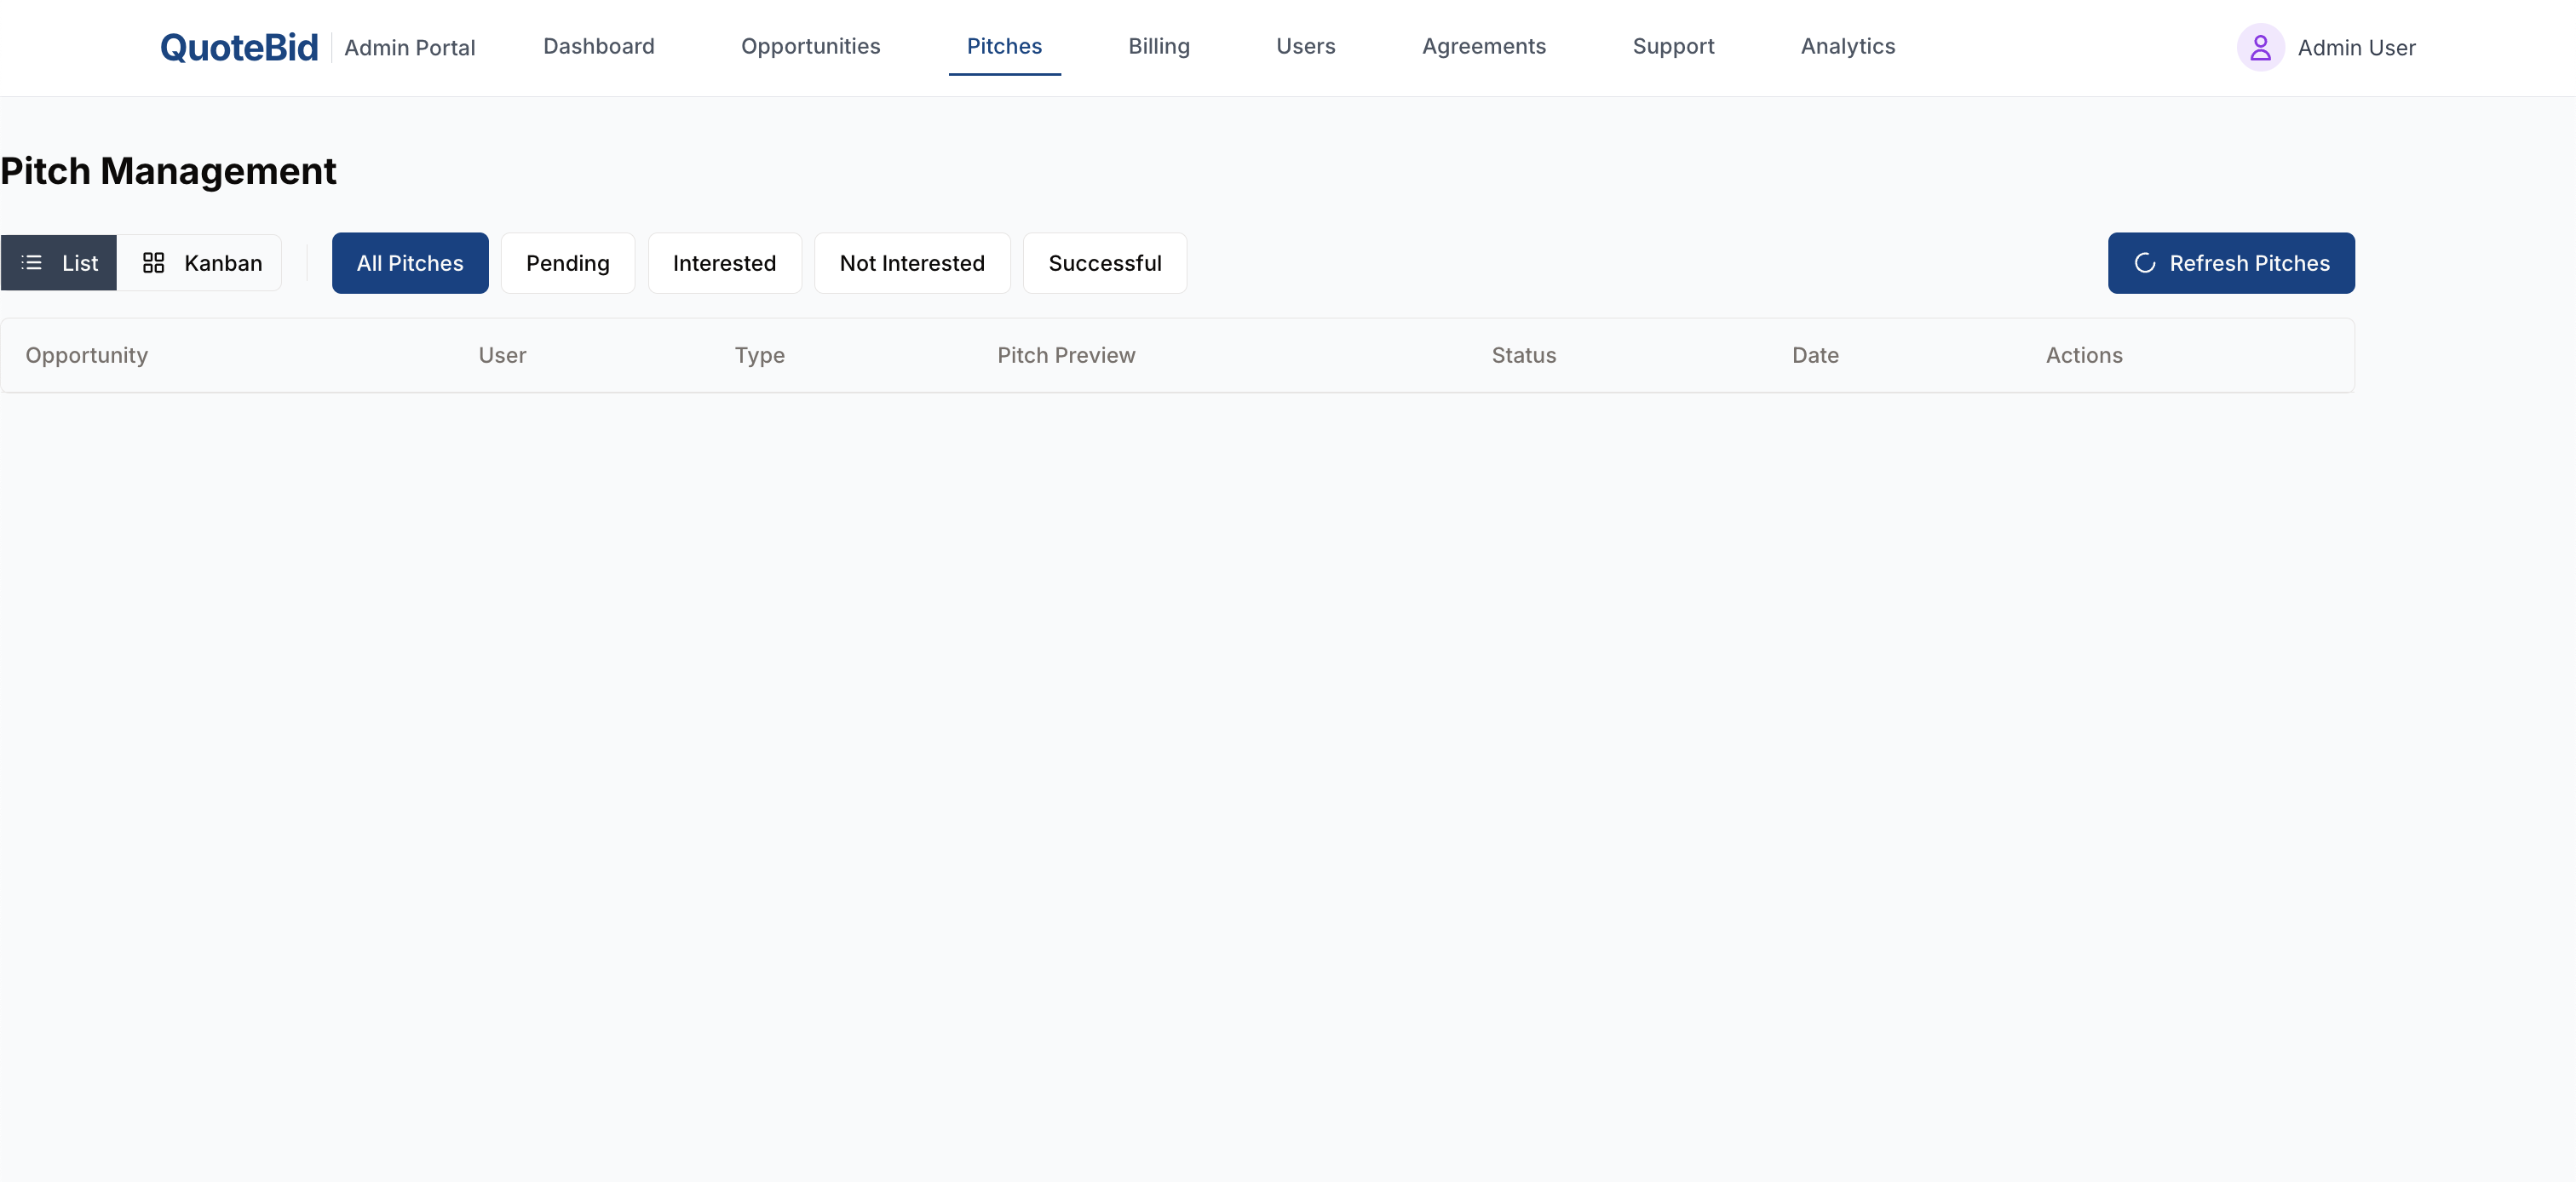 QuoteBid Admin Portal Dashboard Opportunities Pitches Billing Users Agreements Support Analytics Admin User
Pitch Management
List Kanban All Pitches Pending Interested Not Interested Successful Refresh Pitches
Opportunity User Type Pitch Preview Status Date Actions